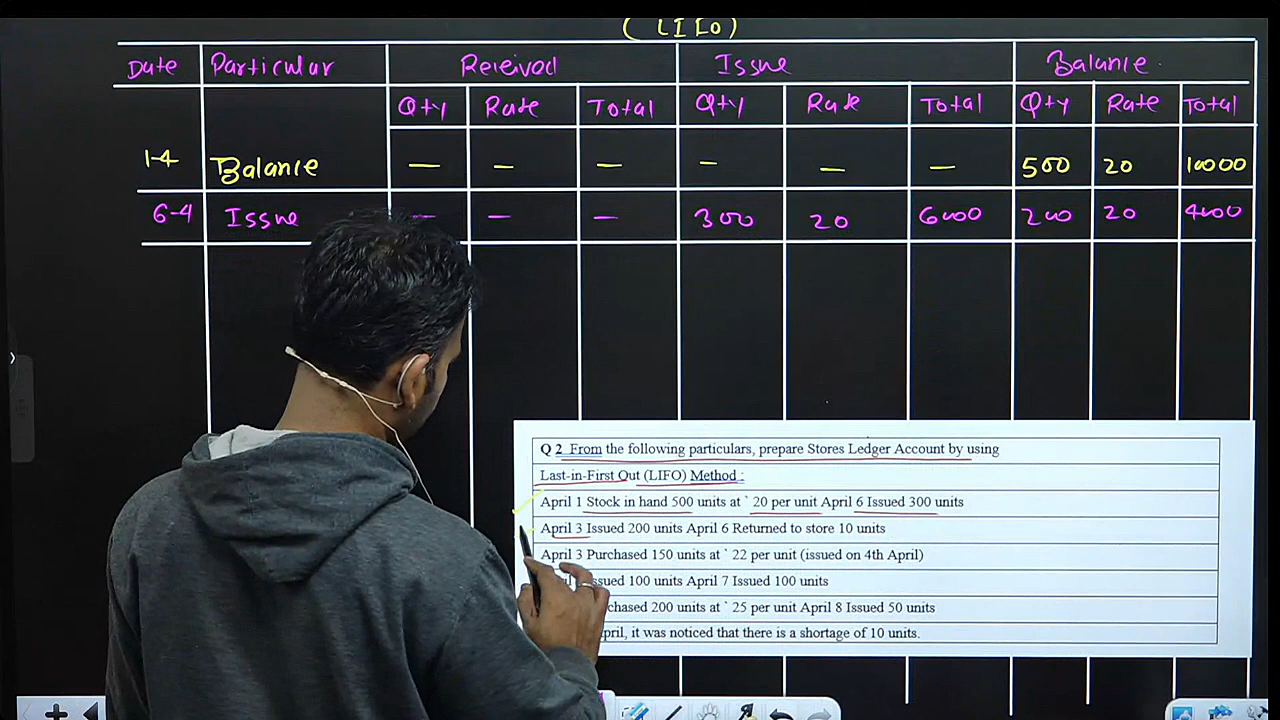 (LIFO)
Date Particular Received Issue Balance
Qty Rate Total Qty Rate Total Qty Rate Total
1-4 Balance — — — — — — 500 20 10000
6-4 Issue — — — 300 20 6000 200 20 4000
Q 2 From the following particulars, prepare Stores Ledger Account by using
Last-in-First Out (LIFO) Method :
April 1 Stock in hand 500 units at ` 20 per unit April 6 Issued 300 units
April 3 Issued 200 units April 6 Returned to store 10 units
April 3 Purchased 150 units at ` 22 per unit (issued on 4th April)
100 units April 7 Issued 100 units
200 units at ` 25 per unit April 8 Issued 50 units
it was noticed that there is a shortage of 10 units.